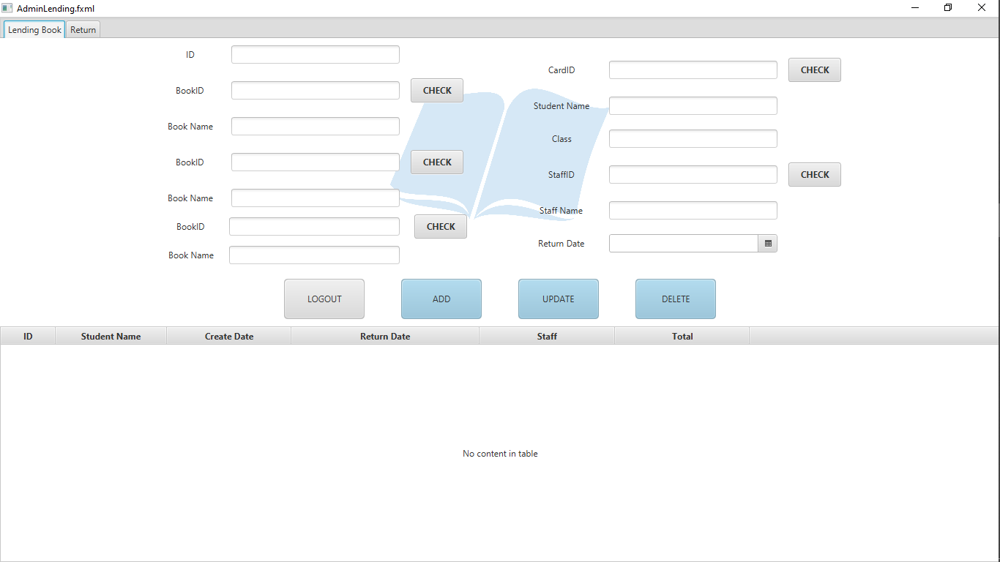 AdminLending.fxml
Lending Book Return
ID
BookID CHECK
Book Name
BookID CHECK
Book Name
BookID CHECK
Book Name
CardID CHECK
Student Name
Class
StaffID CHECK
Staff Name
Return Date
LOGOUT ADD UPDATE DELETE
ID Student Name Create Date Return Date Staff Total
No content in table